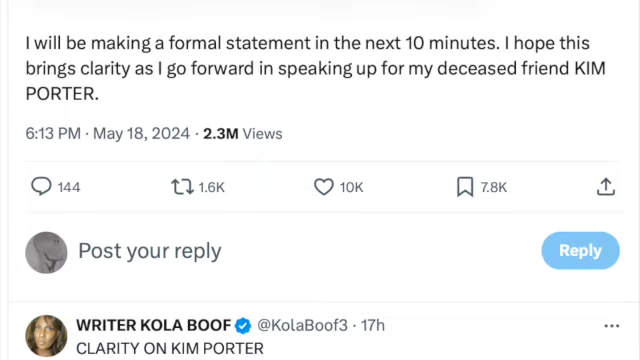 I will be making a formal statement in the next 10 minutes. I hope this
brings clarity as I go forward in speaking up for my deceased friend KIM
PORTER.
6:13 PM · May 18, 2024 · 2.3M Views
144 1.6K 10K 7.8K
Post your reply Reply
WRITER KOLA BOOF @KolaBoof3 · 17h
CLARITY ON KIM PORTER